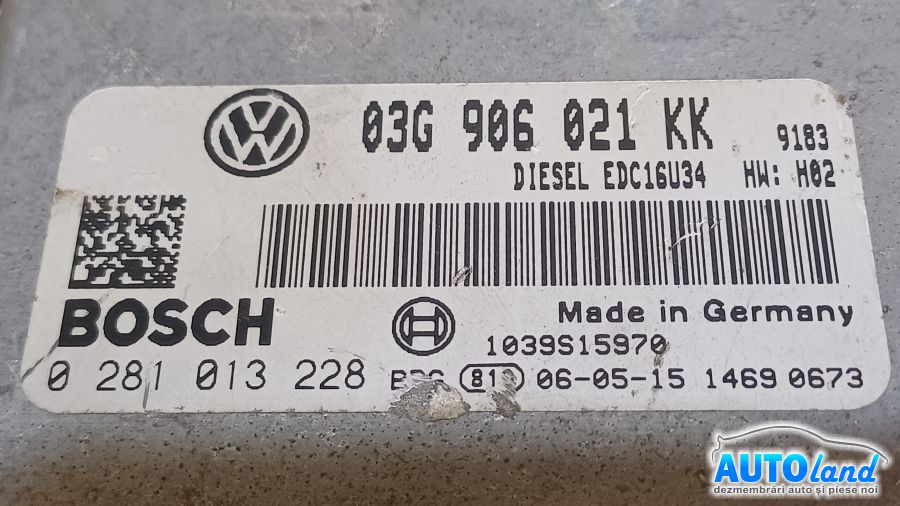 03G 906 021 KK 9183
DIESEL EDC16U34 HW: H02
BOSCH
Made in Germany
1039S15970
0 281 013 228 06-05-15 1469 0673
AUTOland
dezmembrări auto și piese noi